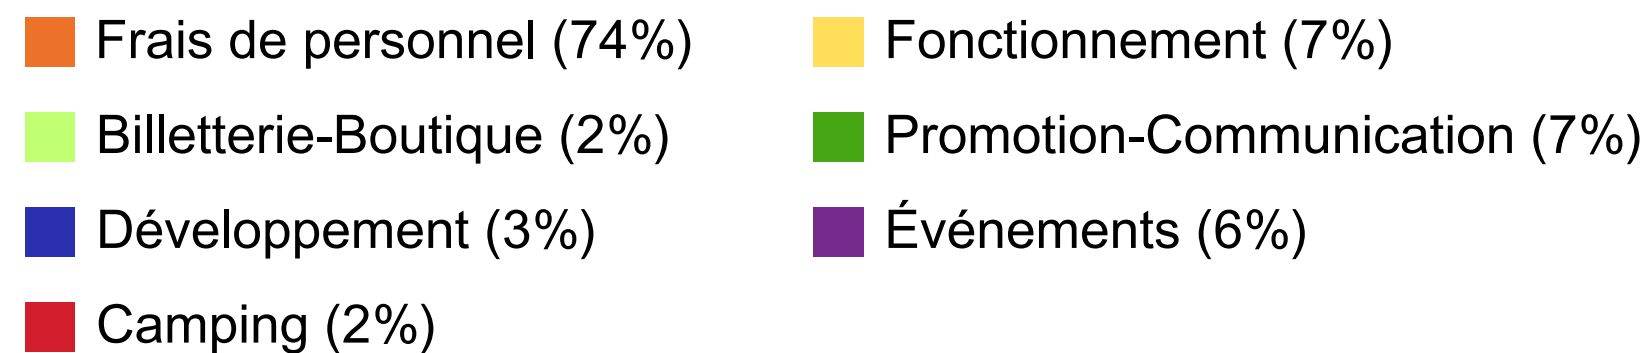 Frais de personnel (74%)
Fonctionnement (7%)
Billetterie-Boutique (2%)
Promotion-Communication (7%)
Développement (3%)
Événements (6%)
Camping (2%)